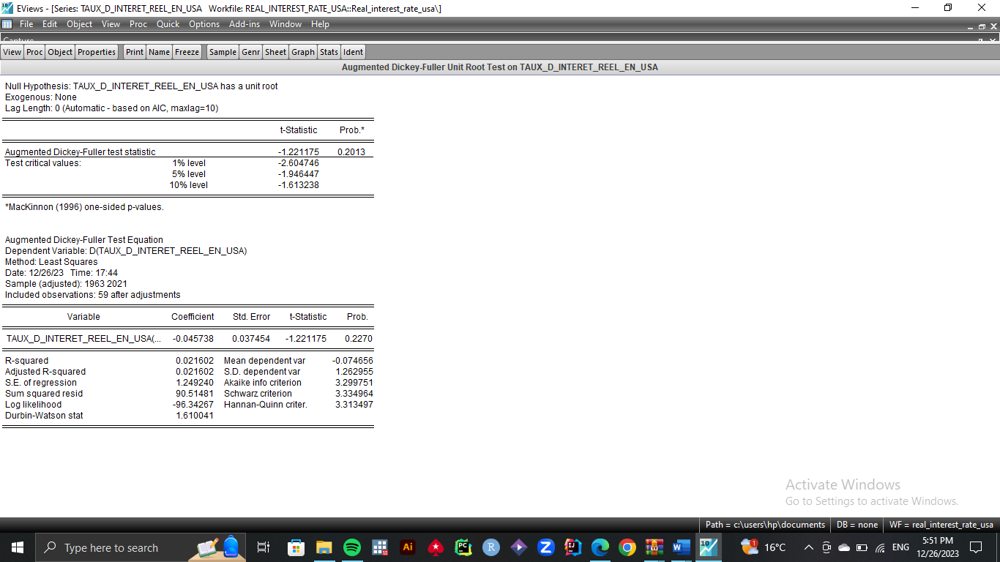 EViews - [Series: TAUX_D_INTERET_REEL_EN_USA Workfile: REAL_INTEREST_RATE_USA::Real_interest_rate_usa\]
File Edit Object View Proc Quick Options Add-ins Window Help
Capture
View Proc Object Properties Print Name Freeze Sample Genr Sheet Graph Stats Ident
Augmented Dickey-Fuller Unit Root Test on TAUX_D_INTERET_REEL_EN_USA
Null Hypothesis: TAUX_D_INTERET_REEL_EN_USA has a unit root
Exogenous: None
Lag Length: 0 (Automatic - based on AIC, maxlag=10)
t-Statistic Prob.*
Augmented Dickey-Fuller test statistic -1.221175 0.2013
Test critical values: 1% level -2.604746
5% level -1.946447
10% level -1.613238
*MacKinnon (1996) one-sided p-values.
Augmented Dickey-Fuller Test Equation
Dependent Variable: D(TAUX_D_INTERET_REEL_EN_USA)
Method: Least Squares
Date: 12/26/23 Time: 17:44
Sample (adjusted): 1963 2021
Included observations: 59 after adjustments
Variable Coefficient Std. Error t-Statistic Prob.
TAUX_D_INTERET_REEL_EN_USA(... -0.045738 0.037454 -1.221175 0.2270
R-squared 0.021602 Mean dependent var -0.074656
Adjusted R-squared 0.021602 S.D. dependent var 1.262955
S.E. of regression 1.249240 Akaike info criterion 3.299751
Sum squared resid 90.51481 Schwarz criterion 3.334964
Log likelihood -96.34267 Hannan-Quinn criter. 3.313497
Durbin-Watson stat 1.610041
Activate Windows
Go to Settings to activate Windows.
Path = c:\users\hp\documents DB = none WF = real_interest_rate_usa
Type here to search
Ai
PC
R
Z
IJ
W
16°C
ENG
5:51 PM
12/26/2023